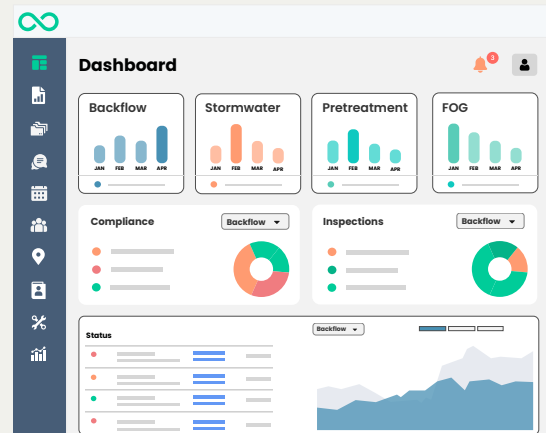 Dashboard
3
Backflow
JAN FEB MAR APR
Stormwater
JAN FEB MAR APR
Pretreatment
JAN FEB MAR APR
FOG
JAN FEB MAR APR
Compliance
Backflow
Inspections
Backflow
Status
Backflow